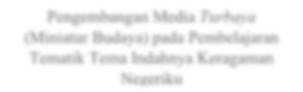 Pengembangan Media Turbaya
(Miniatur Budaya) pada Pembelajaran
Tematik Tema Indahnya Keragaman
Negeriku